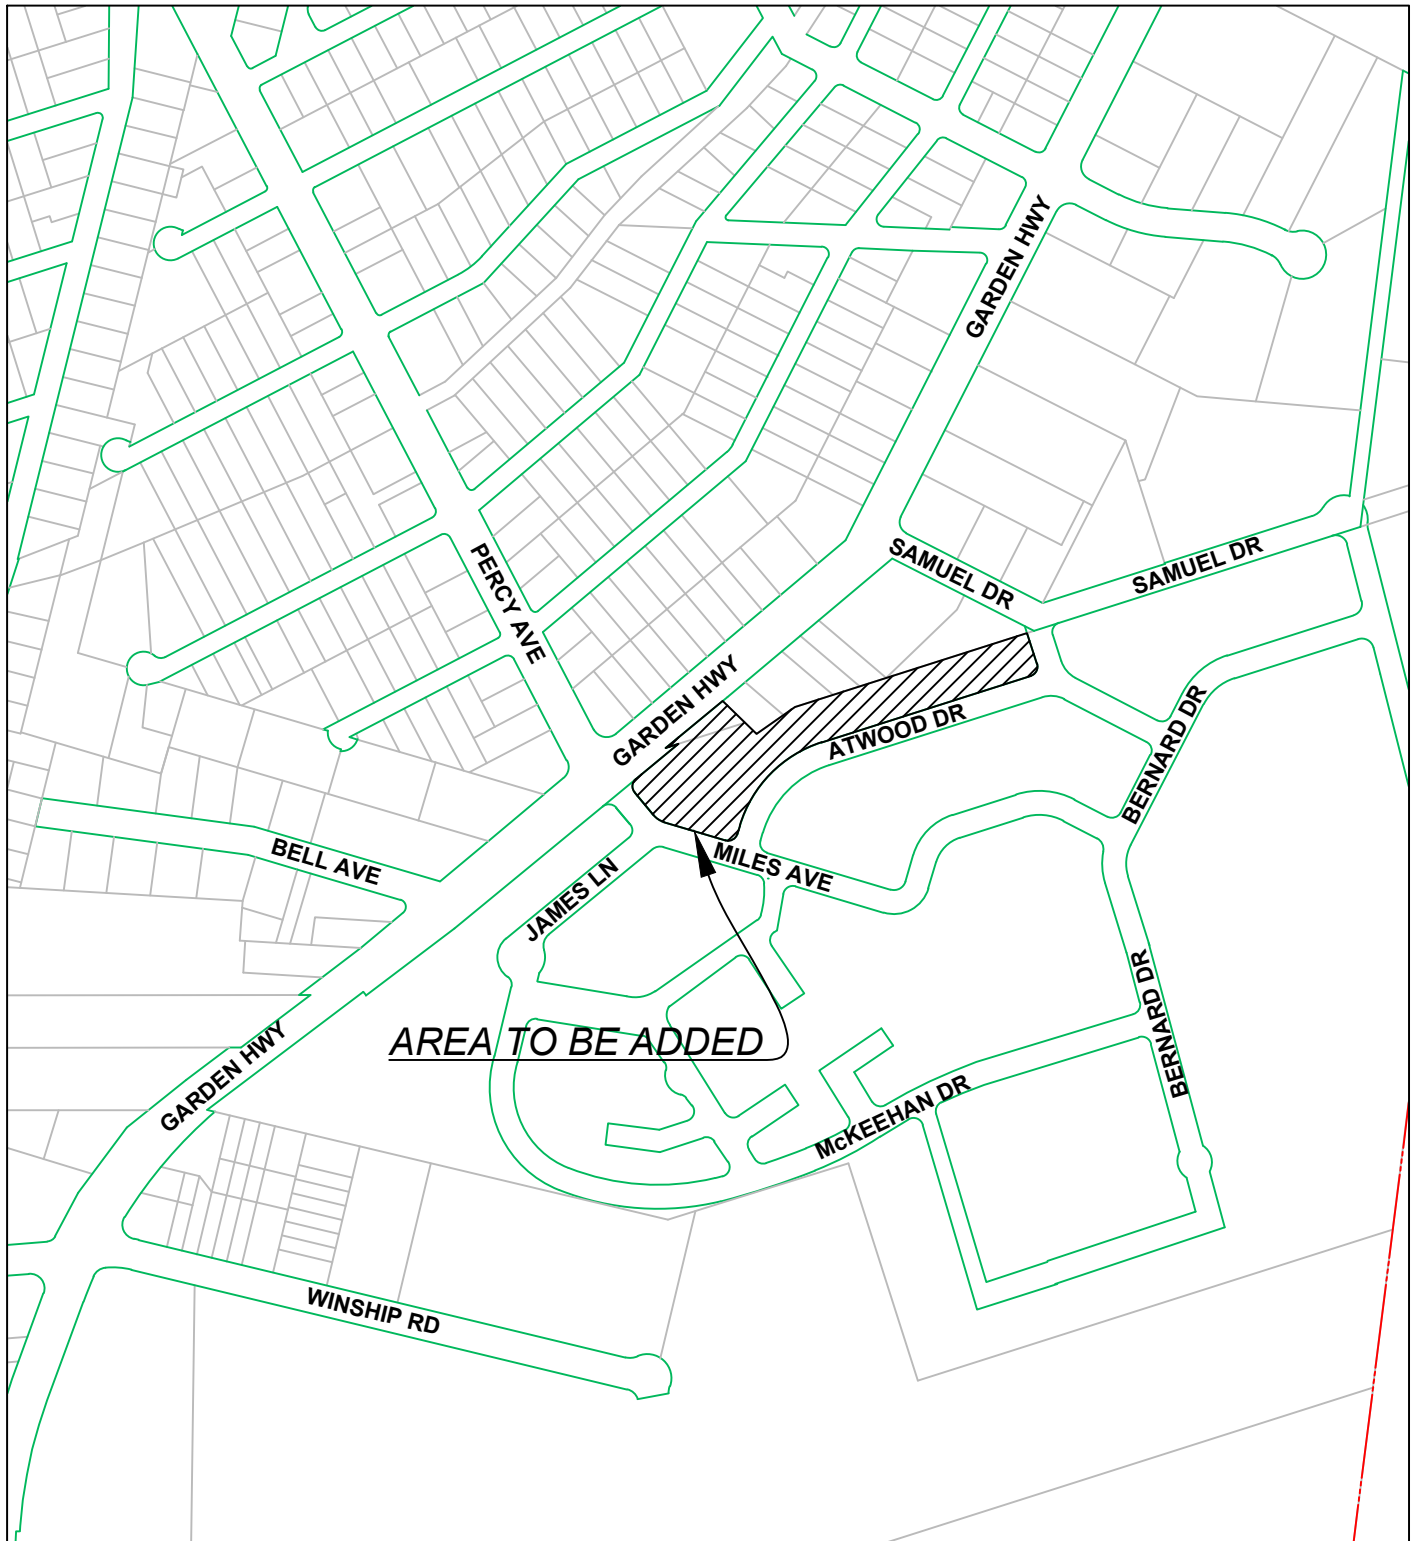 GARDEN HWY
SAMUEL DR
SAMUEL DR
PERCY AVE
GARDEN HWY
ATWOOD DR
BERNARD DR
BELL AVE
MILES AVE
JAMES LN
BERNARD DR
AREA TO BE ADDED
GARDEN HWY
McKEEHAN DR
WINSHIP RD